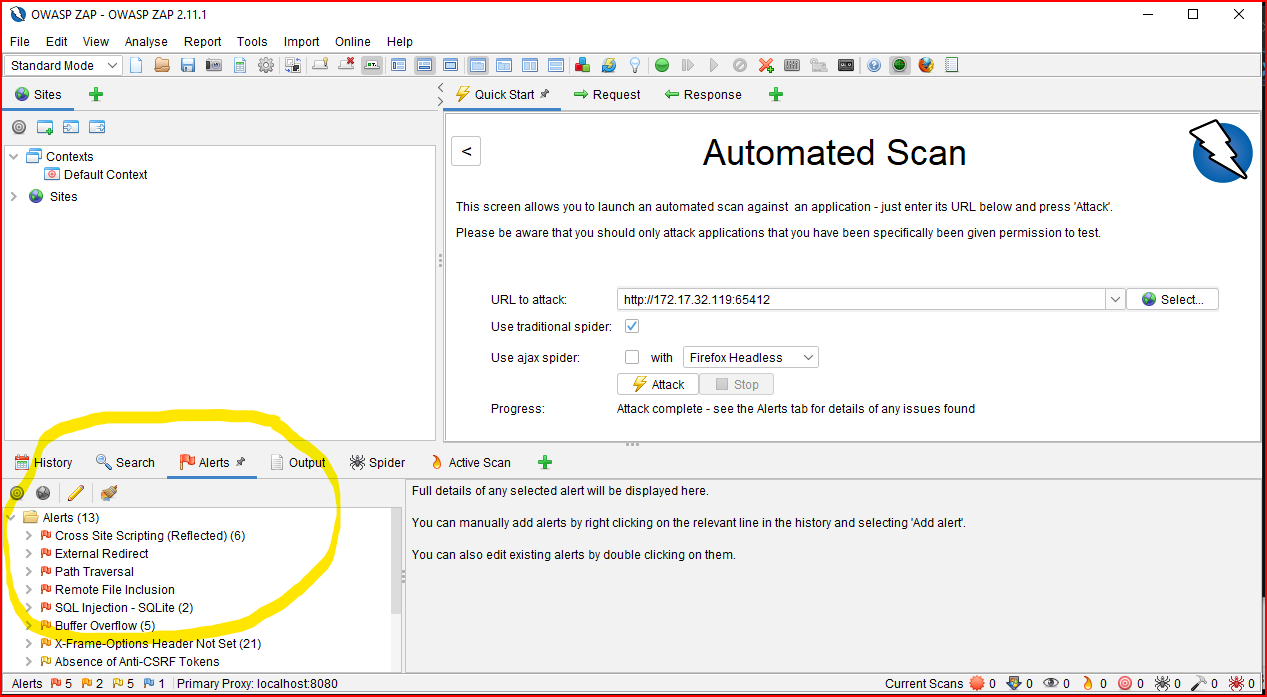 OWASP ZAP - OWASP ZAP 2.11.1
File Edit View Analyse Report Tools Import Online Help
Standard Mode
Sites
Quick Start Request Response
<
Automated Scan
Contexts
Default Context
Sites
This screen allows you to launch an automated scan against an application - just enter its URL below and press 'Attack'.
Please be aware that you should only attack applications that you have been specifically been given permission to test.
URL to attack: http://172.17.32.119:65412 Select...
Use traditional spider:
Use ajax spider: with Firefox Headless
Attack Stop
Progress: Attack complete - see the Alerts tab for details of any issues found
History Search Alerts Output Spider Active Scan
Alerts (13)
Cross Site Scripting (Reflected) (6)
External Redirect
Path Traversal
Remote File Inclusion
SQL Injection - SQLite (2)
Buffer Overflow (5)
X-Frame-Options Header Not Set (21)
Absence of Anti-CSRF Tokens
Full details of any selected alert will be displayed here.
You can manually add alerts by right clicking on the relevant line in the history and selecting 'Add alert'.
You can also edit existing alerts by double clicking on them.
Alerts 5 2 5 1 Primary Proxy: localhost:8080 Current Scans 0 0 0 0 0 0 0 0